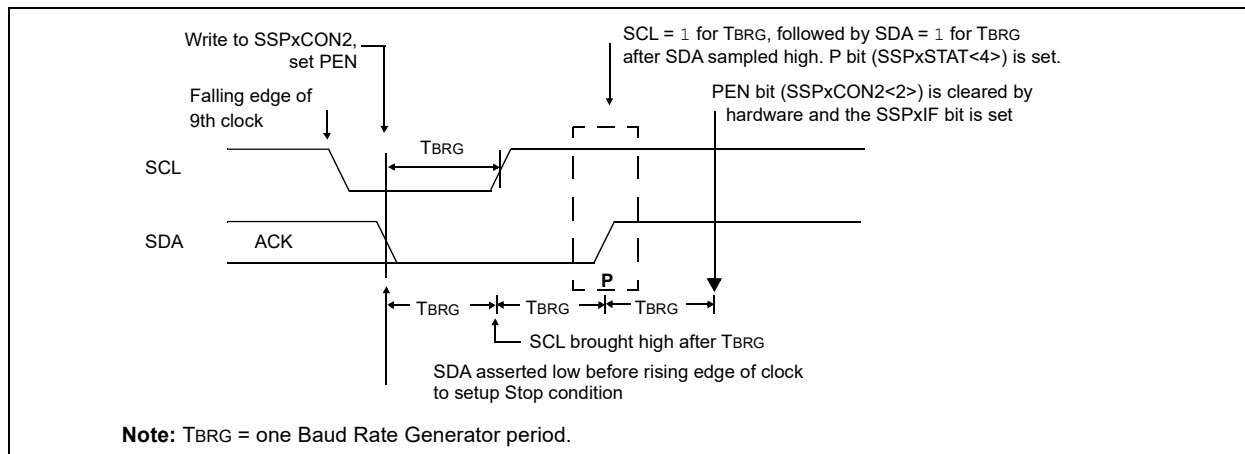 Write to SSPxCON2,
set PEN
SCL = 1 for TBRG, followed by SDA = 1 for TBRG
after SDA sampled high. P bit (SSPxSTAT<4>) is set.
Falling edge of
9th clock
PEN bit (SSPxCON2<2>) is cleared by
hardware and the SSPxIF bit is set
TBRG
SCL
SDA
ACK
P
TBRG
TBRG
TBRG
SCL brought high after TBRG
SDA asserted low before rising edge of clock
to setup Stop condition
Note: TBRG = one Baud Rate Generator period.